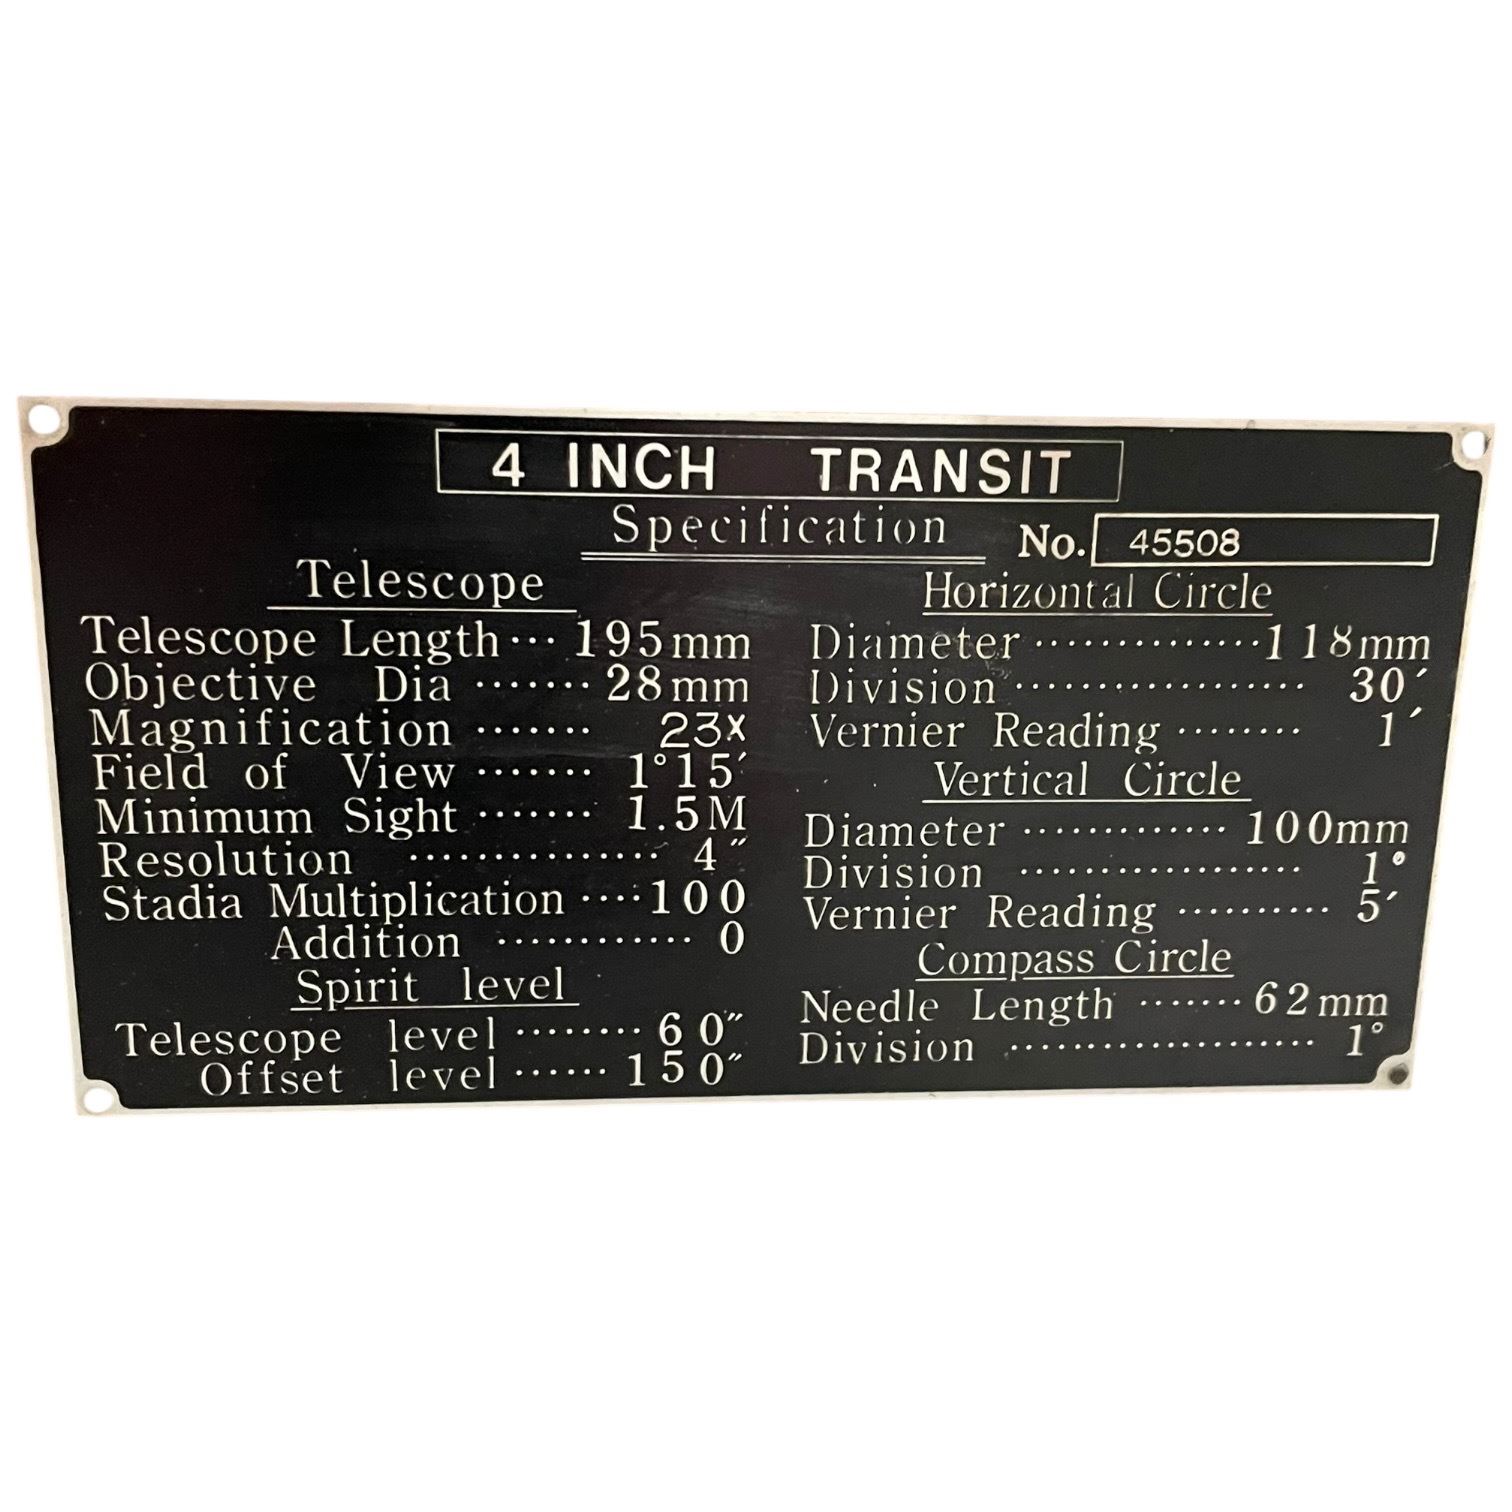 4 INCH TRANSIT
Specification
No. 45508
Telescope
Telescope Length ··· 195mm
Objective Dia ······· 28mm
Magnification ······· 23x
Field of View ······· 1°15′
Minimum Sight ······· 1.5M
Resolution ················ 4″
Stadia Multiplication ···· 100
Addition ············ 0
Spirit level
Telescope level ········ 60″
Offset level ······ 150″
Horizontal Circle
Diameter ·············· 118mm
Division ·················· 30′
Vernier Reading ········ 1′
Vertical Circle
Diameter ············· 100mm
Division ·················· 1°
Vernier Reading ·········· 5′
Compass Circle
Needle Length ······· 62mm
Division ····················· 1°